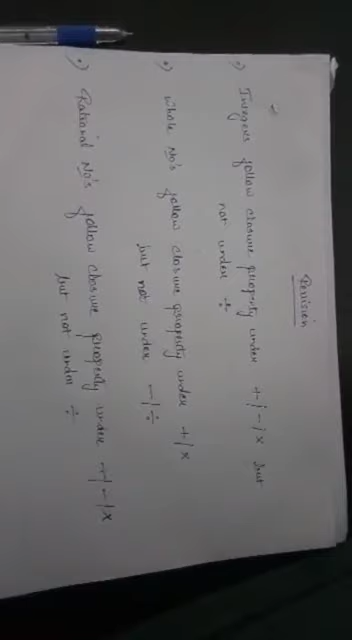 Revision
•) Integers follow closure property under +, -, × but
not under ÷
•) Whole No's follow closure property under +, ×
but not under -, ÷
•) Rational No's follow closure property under +, -, ×
but not under ÷